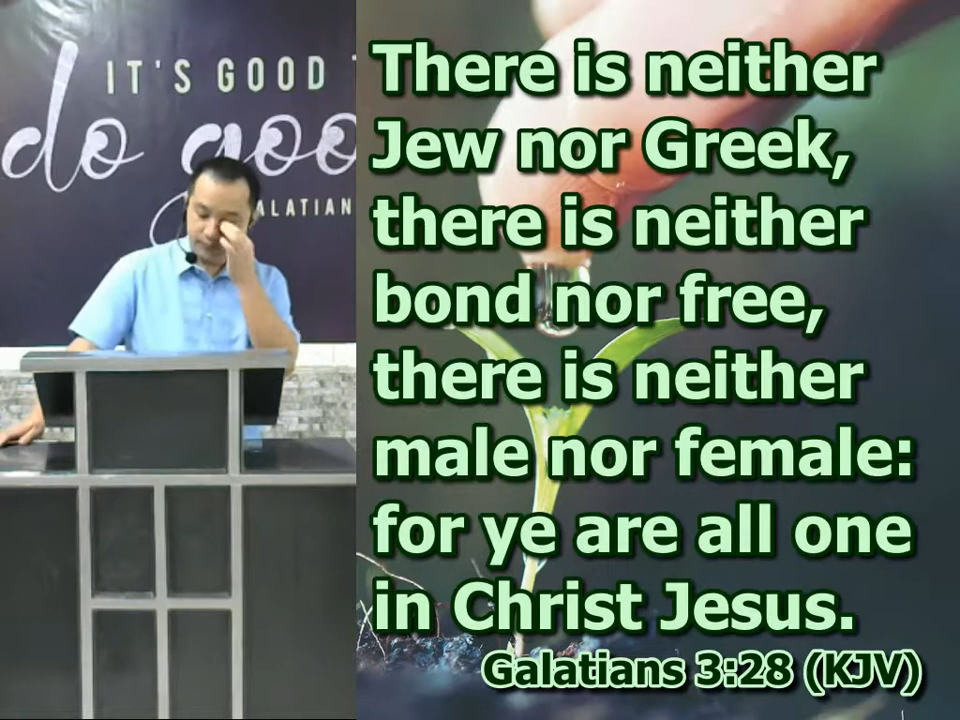 IT'S GOOD
do goo
ALATIAN
There is neither
Jew nor Greek,
there is neither
bond nor free,
there is neither
male nor female:
for ye are all one
in Christ Jesus.
Galatians 3:28 (KJV)